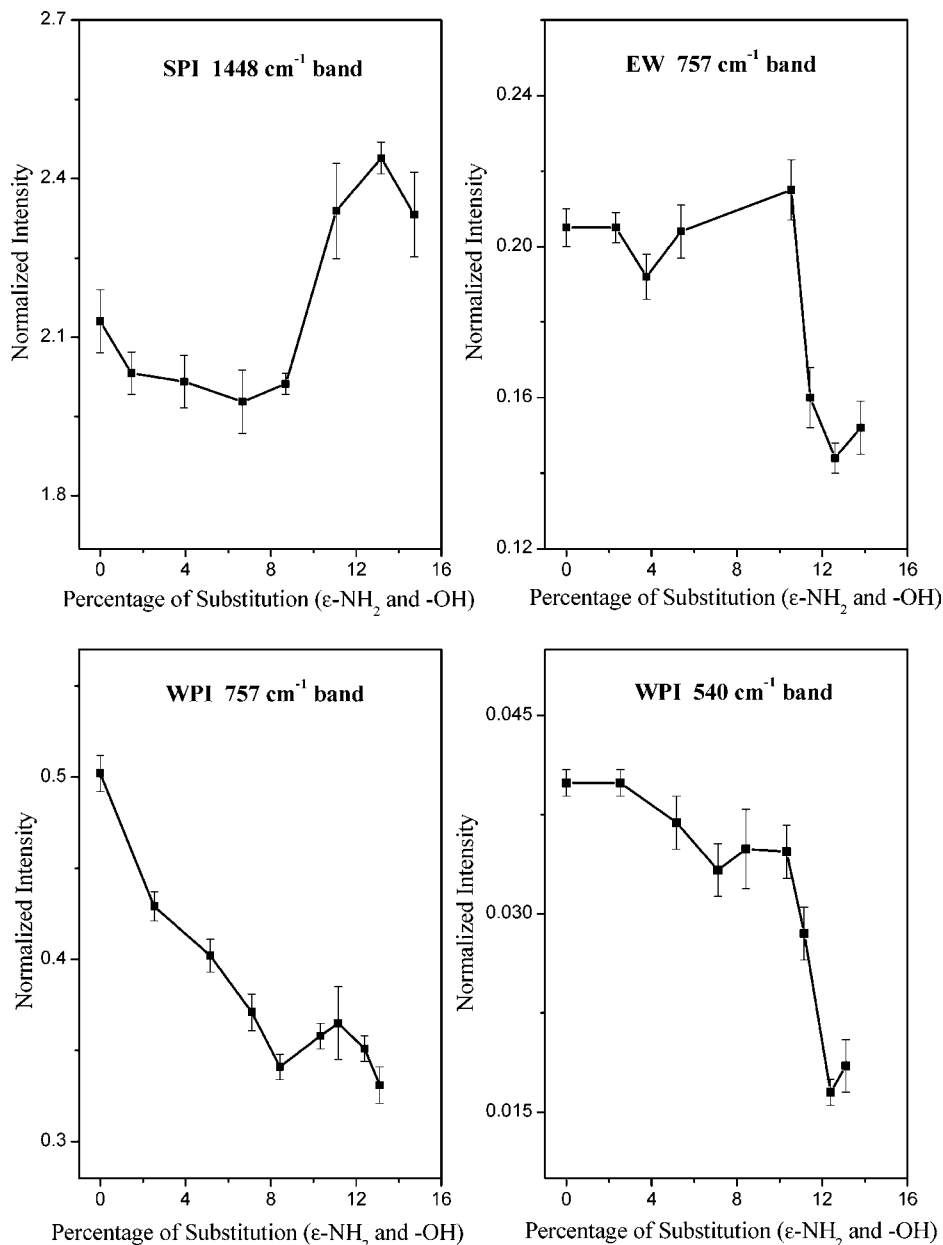 SPI 1448 cm⁻¹ band
2.7
2.4
2.1
1.8
Normalized Intensity
0 4 8 12 16
Percentage of Substitution (ε-NH₂ and -OH)
EW 757 cm⁻¹ band
0.24
0.20
0.16
0.12
Normalized Intensity
0 4 8 12 16
Percentage of Substitution (ε-NH₂ and -OH)
WPI 757 cm⁻¹ band
0.5
0.4
0.3
Normalized Intensity
0 4 8 12 16
Percentage of Substitution (ε-NH₂ and -OH)
WPI 540 cm⁻¹ band
0.045
0.030
0.015
Normalized Intensity
0 4 8 12 16
Percentage of Substitution (ε-NH₂ and -OH)